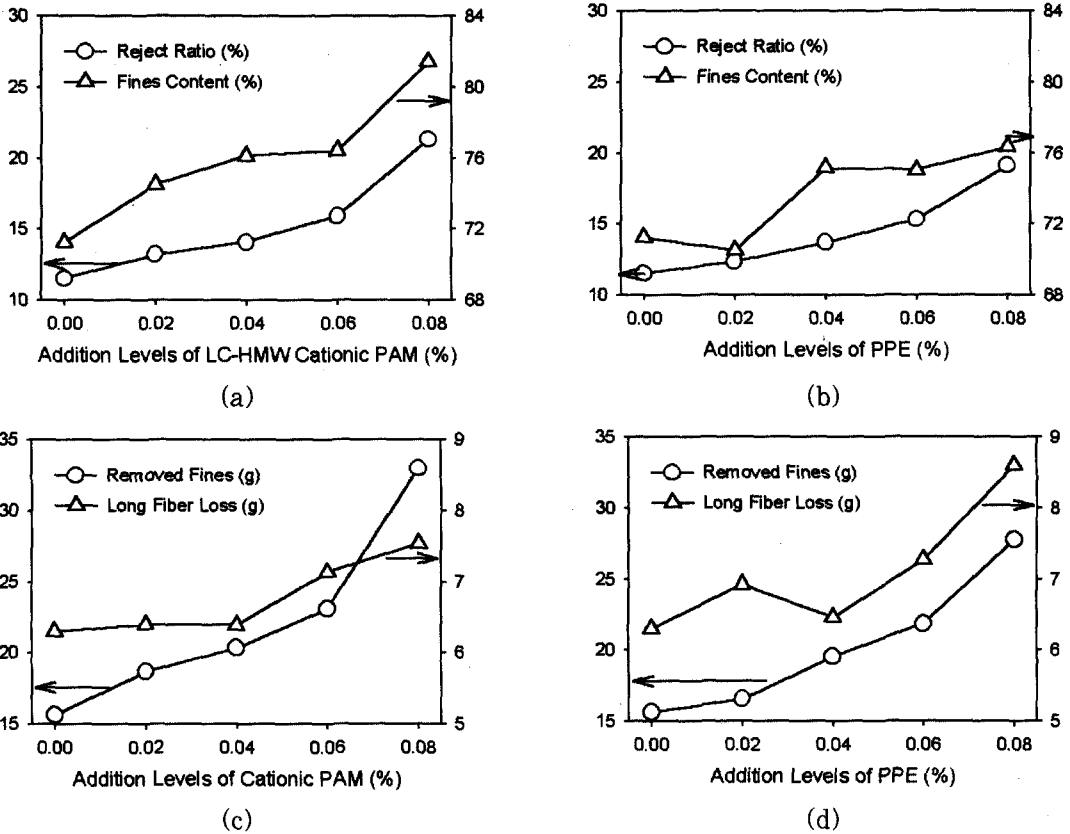 30
25
20
15
10
84
80
76
72
68
Reject Ratio (%)
Fines Content (%)
0.00 0.02 0.04 0.06 0.08
Addition Levels of LC-HMW Cationic PAM (%)
(a)
30
25
20
15
10
84
80
76
72
68
Reject Ratio (%)
Fines Content (%)
0.00 0.02 0.04 0.06 0.08
Addition Levels of PPE (%)
(b)
35
30
25
20
15
9
8
7
6
5
Removed Fines (g)
Long Fiber Loss (g)
0.00 0.02 0.04 0.06 0.08
Addition Levels of Cationic PAM (%)
(c)
35
30
25
20
15
9
8
7
6
5
Removed Fines (g)
Long Fiber Loss (g)
0.00 0.02 0.04 0.06 0.08
Addition Levels of PPE (%)
(d)